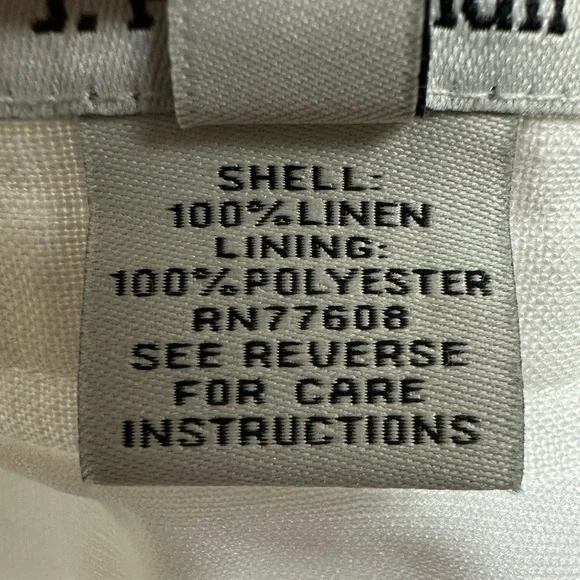 SHELL:
100% LINEN
LINING:
100% POLYESTER
RN77608
SEE REVERSE
FOR CARE
INSTRUCTIONS